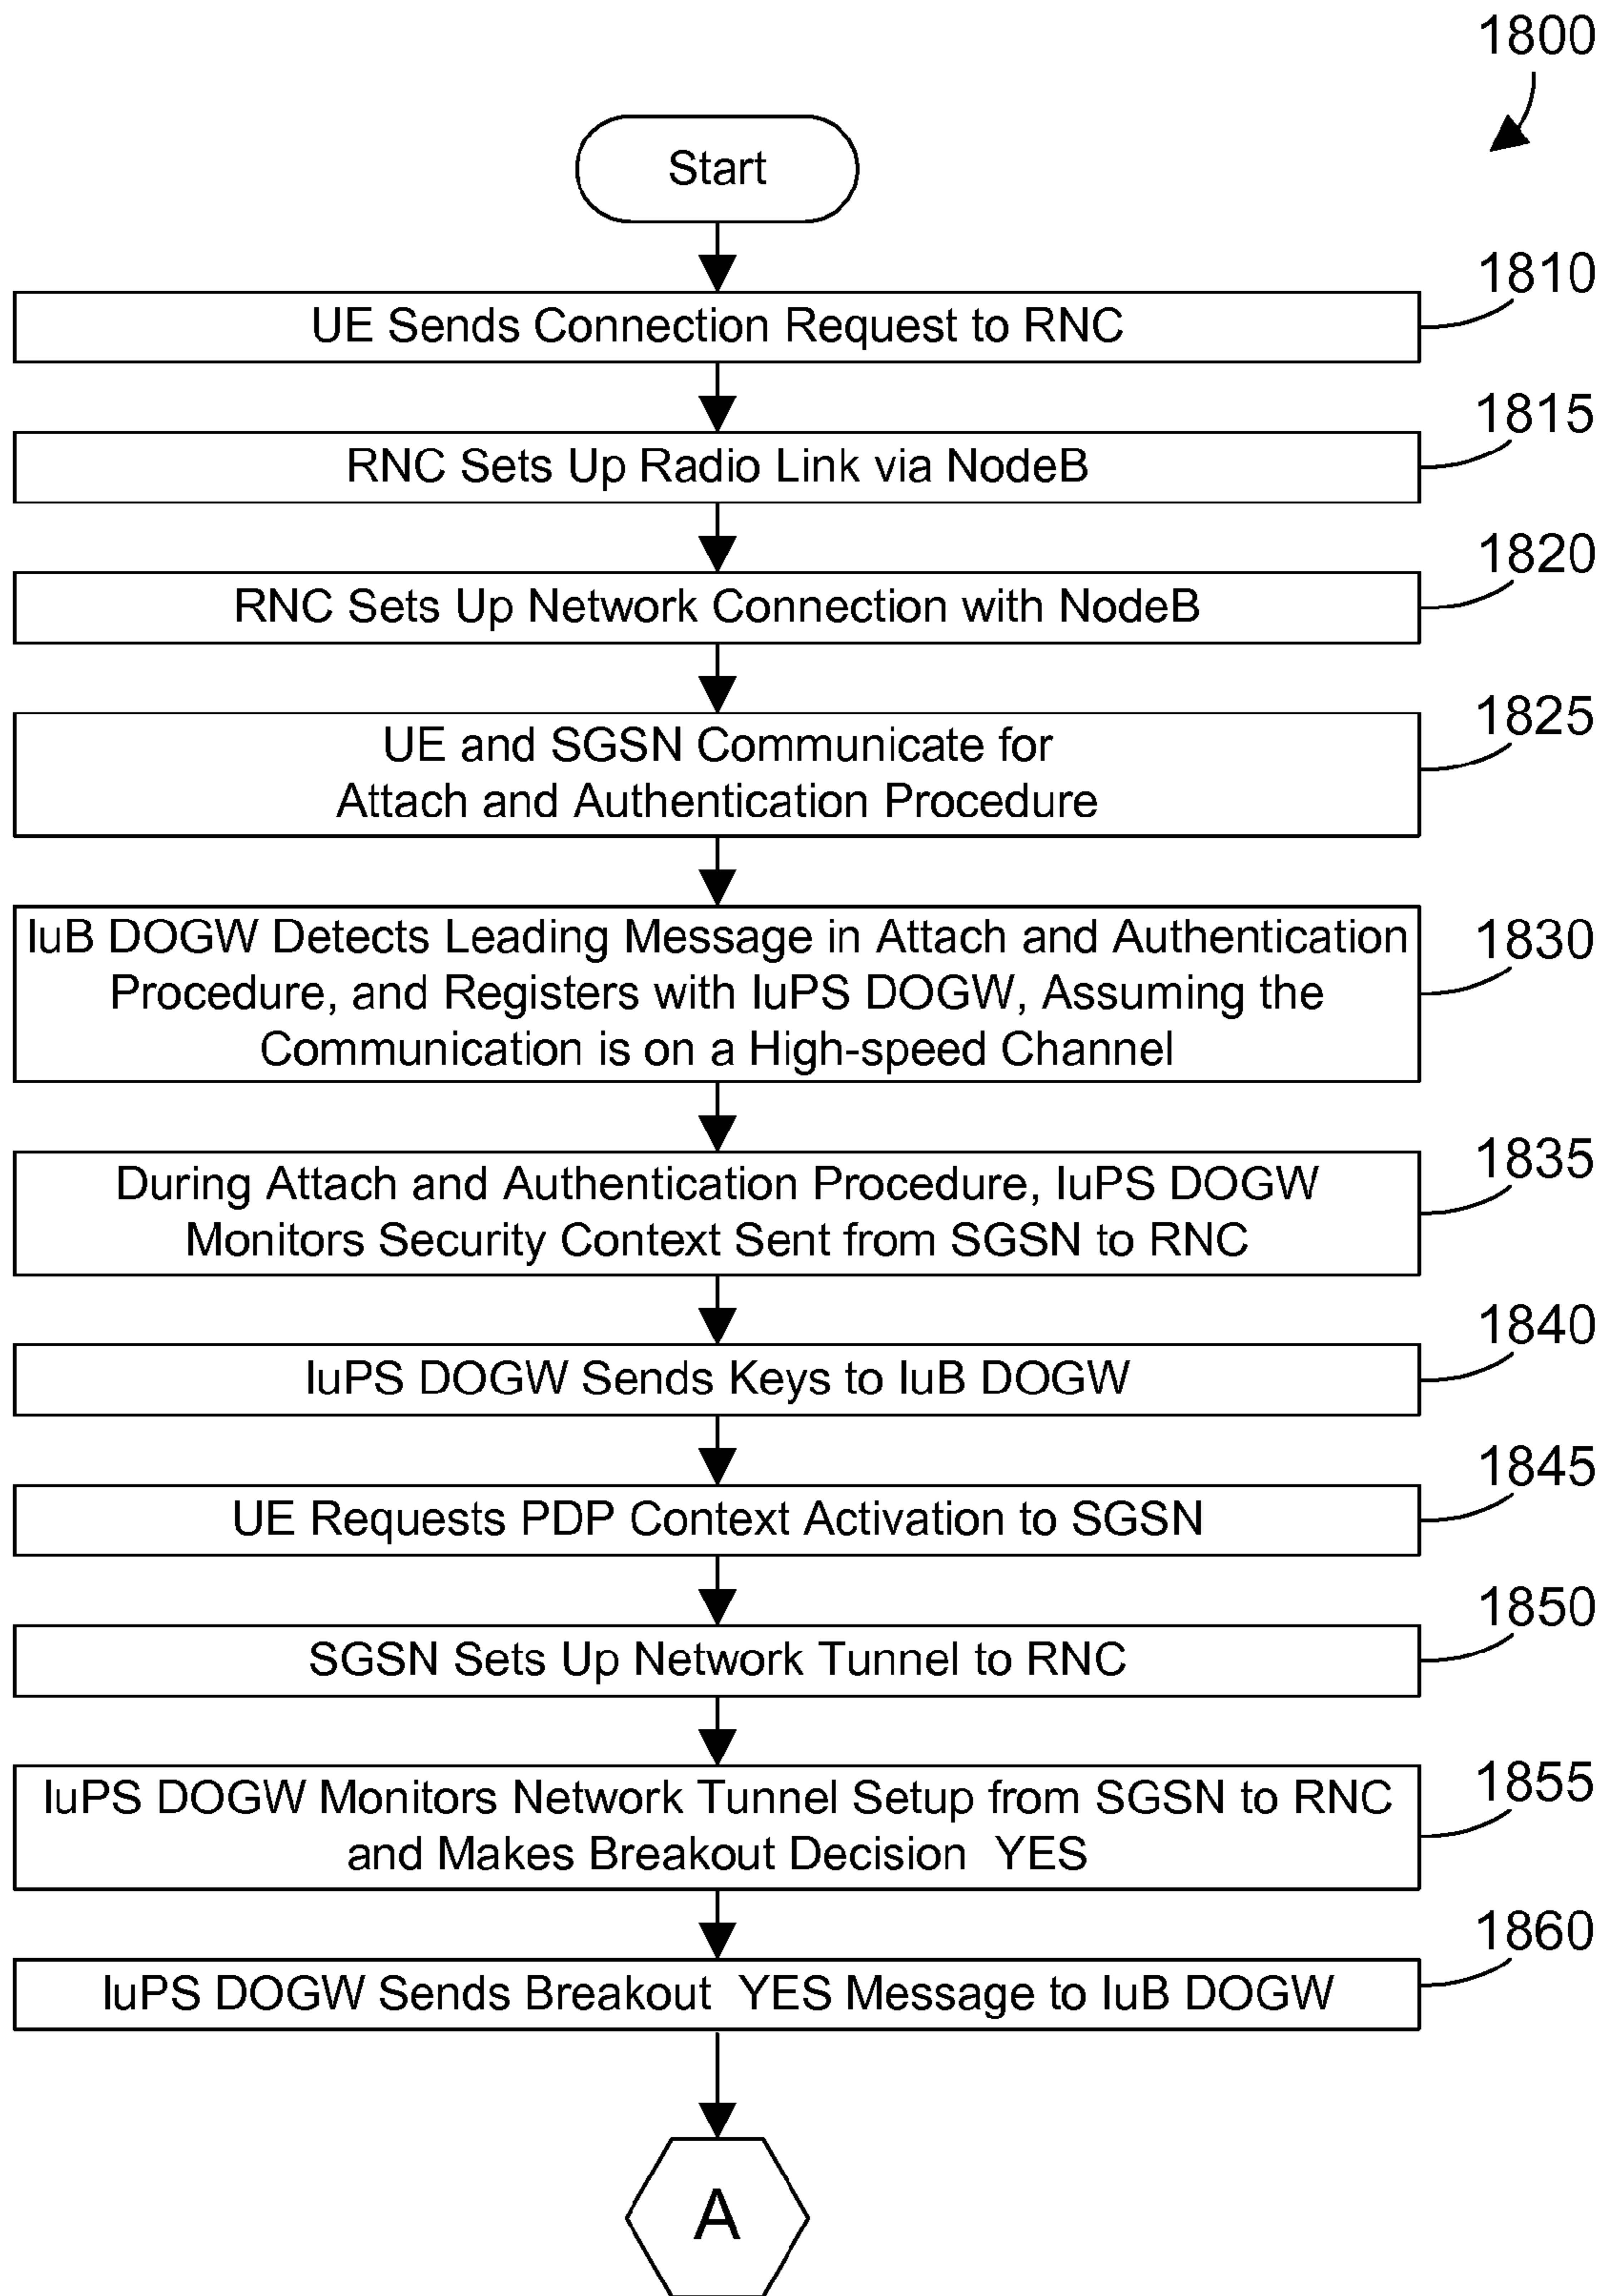 1800
Start
1810
UE Sends Connection Request to RNC
1815
RNC Sets Up Radio Link via NodeB
1820
RNC Sets Up Network Connection with NodeB
1825
UE and SGSN Communicate for
Attach and Authentication Procedure
1830
IuB DOGW Detects Leading Message in Attach and Authentication
Procedure, and Registers with IuPS DOGW, Assuming the
Communication is on a High-speed Channel
1835
During Attach and Authentication Procedure, IuPS DOGW
Monitors Security Context Sent from SGSN to RNC
1840
IuPS DOGW Sends Keys to IuB DOGW
1845
UE Requests PDP Context Activation to SGSN
1850
SGSN Sets Up Network Tunnel to RNC
1855
IuPS DOGW Monitors Network Tunnel Setup from SGSN to RNC
and Makes Breakout Decision YES
1860
IuPS DOGW Sends Breakout YES Message to IuB DOGW
A